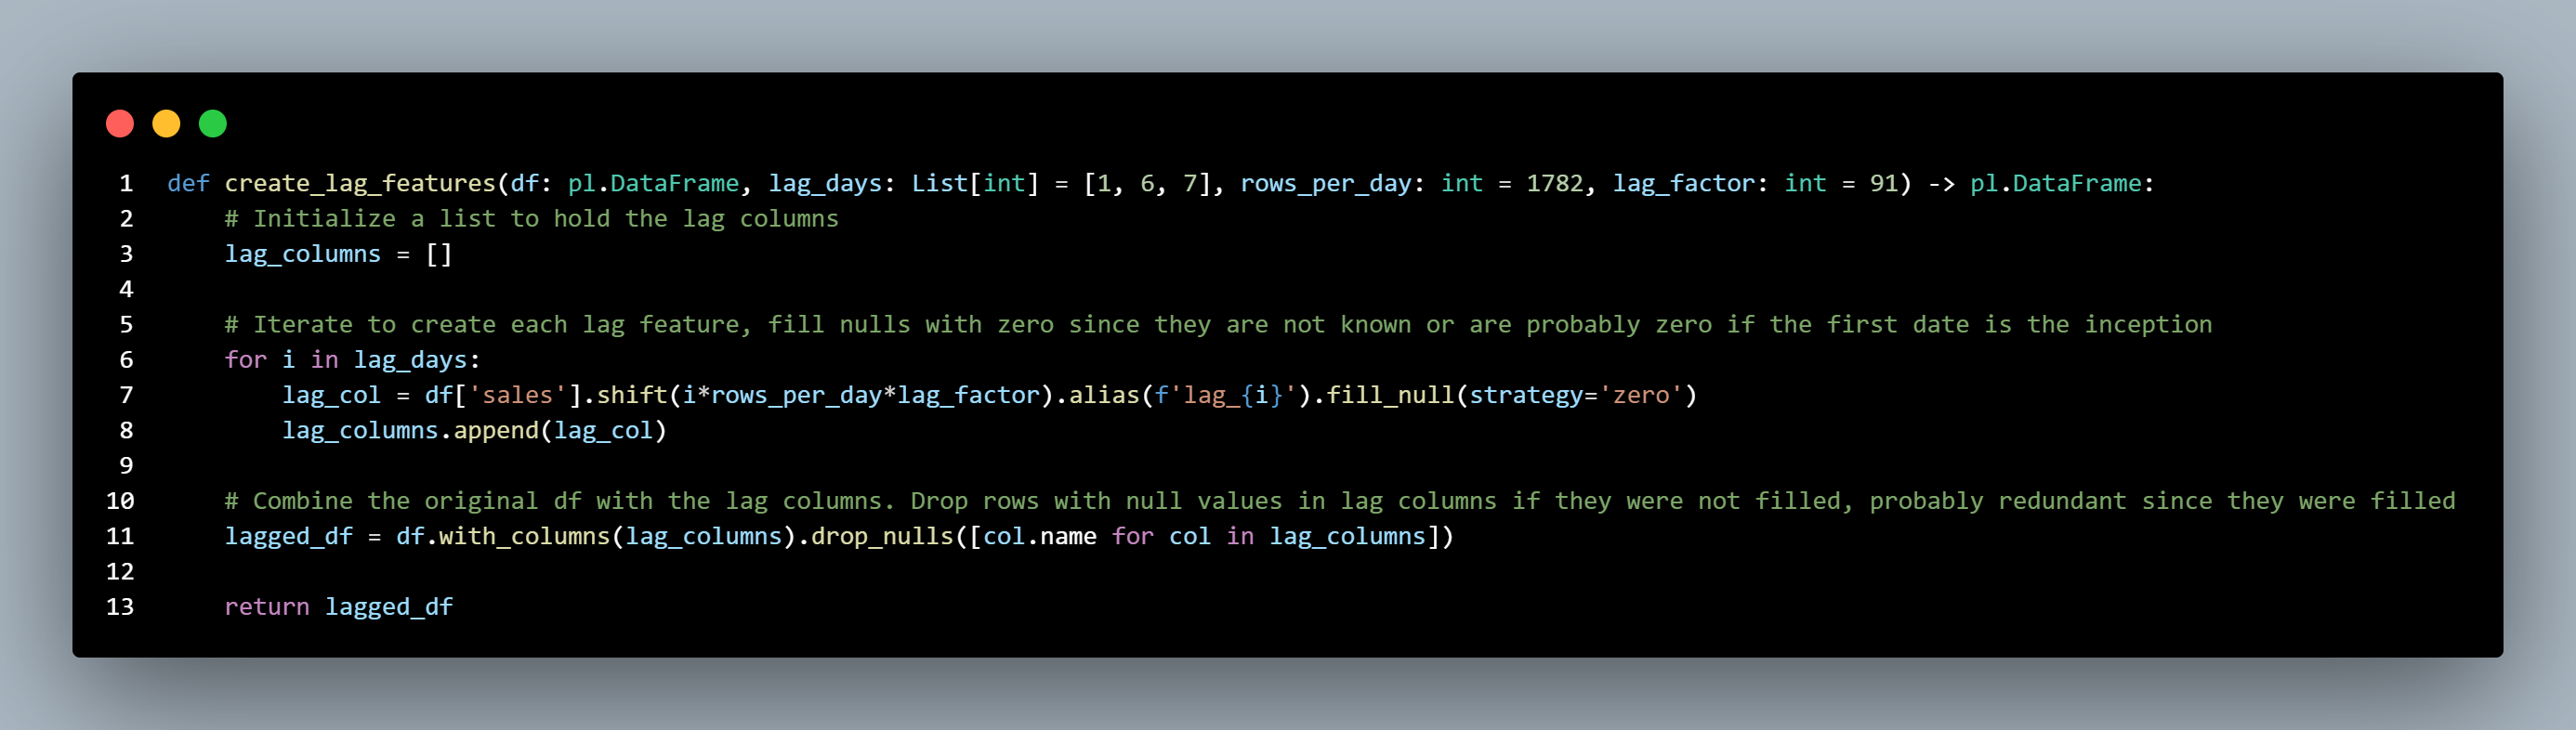 1 def create_lag_features(df: pl.DataFrame, lag_days: List[int] = [1, 6, 7], rows_per_day: int = 1782, lag_factor: int = 91) -> pl.DataFrame:
2     # Initialize a list to hold the lag columns
3     lag_columns = []
4
5     # Iterate to create each lag feature, fill nulls with zero since they are not known or are probably zero if the first date is the inception
6     for i in lag_days:
7         lag_col = df['sales'].shift(i*rows_per_day*lag_factor).alias(f'lag_{i}').fill_null(strategy='zero')
8         lag_columns.append(lag_col)
9
10     # Combine the original df with the lag columns. Drop rows with null values in lag columns if they were not filled, probably redundant since they were filled
11     lagged_df = df.with_columns(lag_columns).drop_nulls([col.name for col in lag_columns])
12
13     return lagged_df